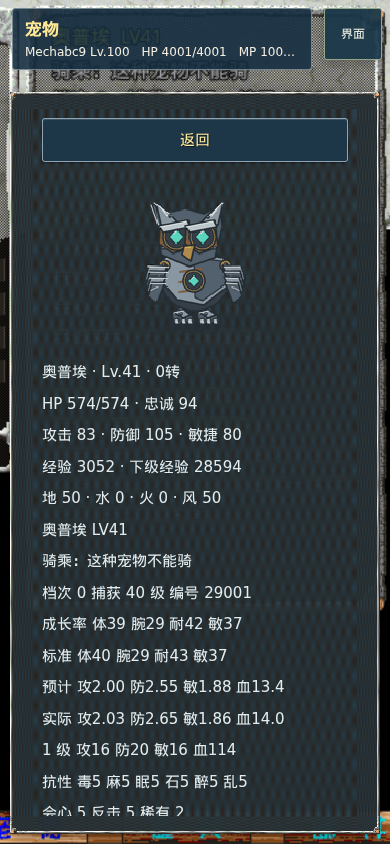 宠物
Mechabc9 Lv.100 HP 4001/4001 MP 100...
界面
返回
奥普埃 · Lv.41 · 0转
HP 574/574 · 忠诚 94
攻击 83 · 防御 105 · 敏捷 80
经验 3052 · 下级经验 28594
地 50 · 水 0 · 火 0 · 风 50
奥普埃 LV41
骑乘：这种宠物不能骑
档次 0 捕获 40 级 编号 29001
成长率 体39 腕29 耐42 敏37
标准 体40 腕29 耐43 敏37
预计 攻2.00 防2.55 敏1.88 血13.4
实际 攻2.03 防2.65 敏1.86 血14.0
1 级 攻16 防20 敏16 血114
抗性 毒5 麻5 眠5 石5 醉5 乱5
会心 5 反击 5 稀有 2